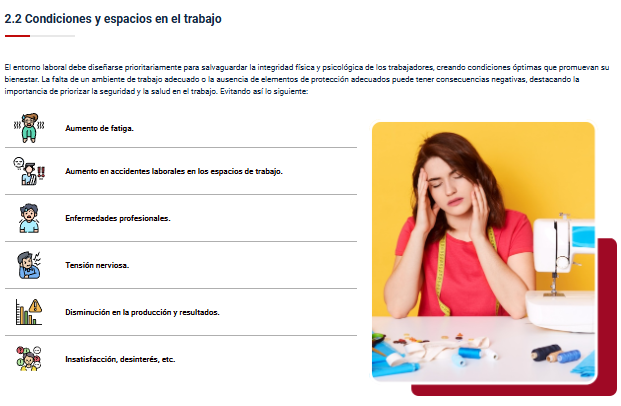 2.2 Condiciones y espacios en el trabajo
El entorno laboral debe diseñarse prioritariamente para salvaguardar la integridad física y psicológica de los trabajadores, creando condiciones óptimas que promuevan su
bienestar. La falta de un ambiente de trabajo adecuado o la ausencia de elementos de protección adecuados puede tener consecuencias negativas, destacando la
importancia de priorizar la seguridad y la salud en el trabajo. Evitando así lo siguiente:
Aumento de fatiga.
Aumento en accidentes laborales en los espacios de trabajo.
Enfermedades profesionales.
Tensión nerviosa.
Disminución en la producción y resultados.
Insatisfacción, desinterés, etc.